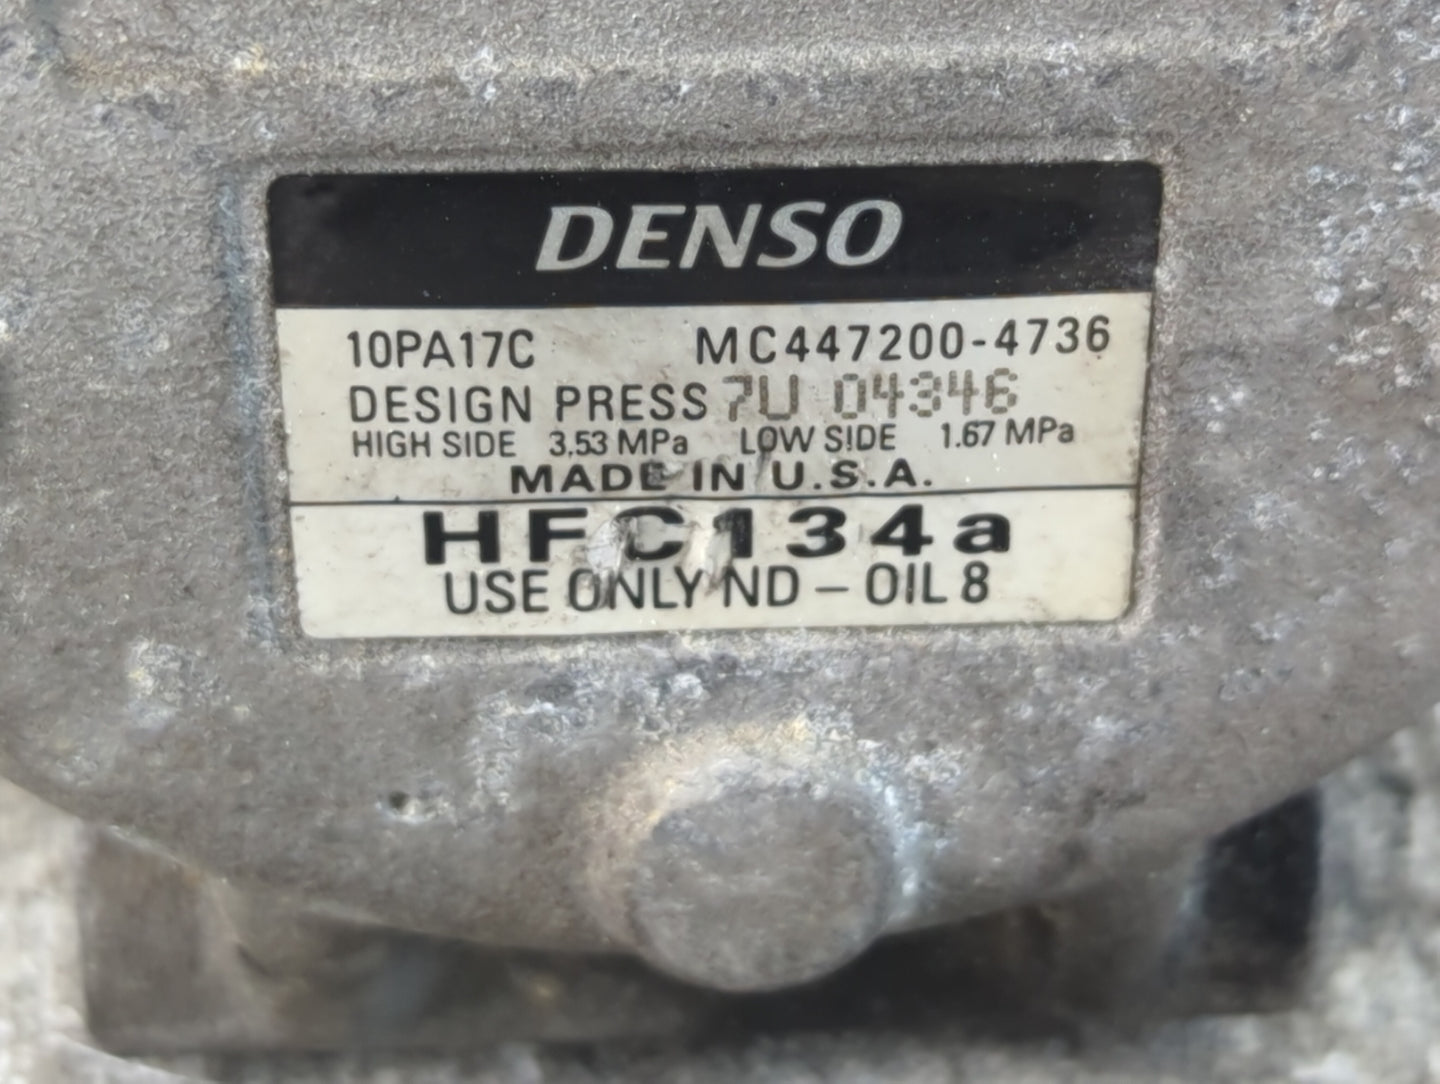 DENSO
10PA17C MC447200-4736
DESIGN PRESS 7U 04346
HIGH SIDE 3.53 MPa LOW SIDE 1.67 MPa
MADE IN U.S.A.
HFC134a
USE ONLY ND-OIL 8